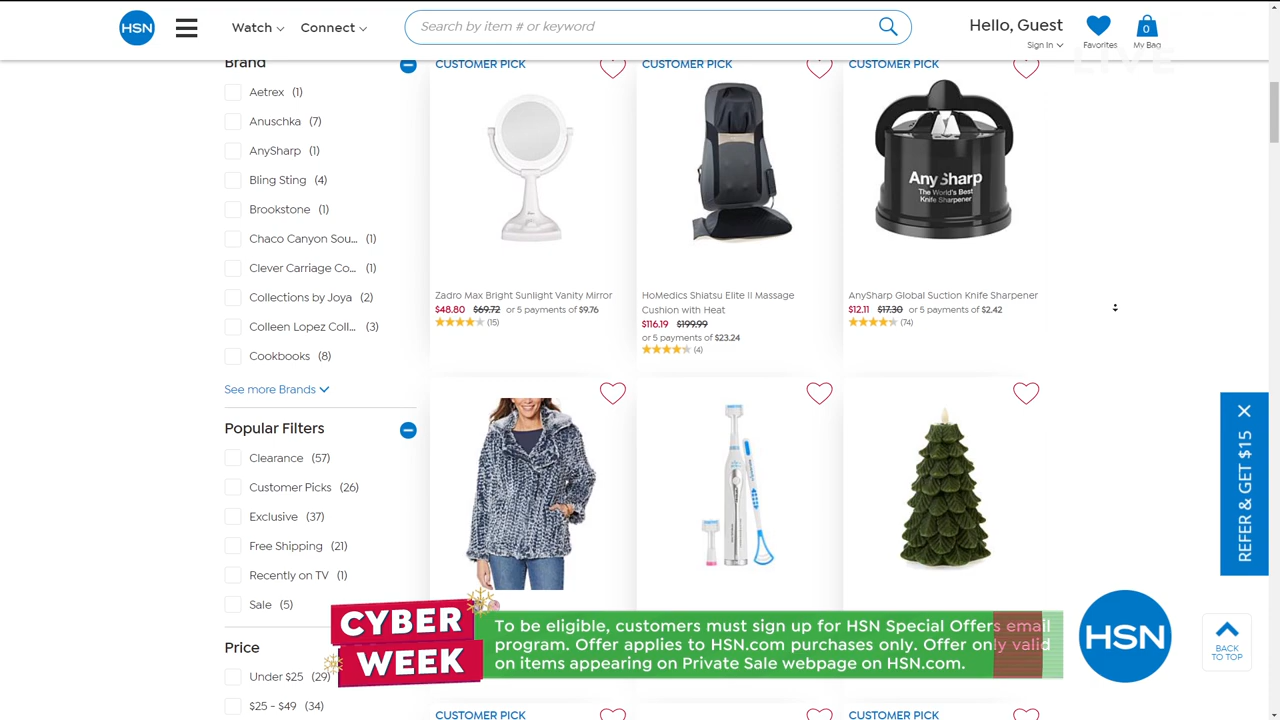 HSN
Watch
Connect
Search by item # or keyword
Hello, Guest
Sign In
Favorites
0
My Bag
LIVE
Brand
Aetrex (1)
Anuschka (7)
AnySharp (1)
Bling Sting (4)
Brookstone (1)
Chaco Canyon Sou... (1)
Clever Carriage Co... (1)
Collections by Joya (2)
Colleen Lopez Coll... (3)
Cookbooks (8)
See more Brands
Popular Filters
Clearance (57)
Customer Picks (26)
Exclusive (37)
Free Shipping (21)
Recently on TV (1)
Sale (5)
Price
Under $25 (29)
$25 - $49 (34)
CUSTOMER PICK
Zadro Max Bright Sunlight Vanity Mirror
$48.80 $69.72 or 5 payments of $9.76
(15)
CUSTOMER PICK
HoMedics Shiatsu Elite II Massage
Cushion with Heat
$116.19 $199.99
or 5 payments of $23.24
(4)
CUSTOMER PICK
AnySharp
The World's Best
Knife Sharpener
AnySharp Global Suction Knife Sharpener
$12.11 $17.30 or 5 payments of $2.42
(74)
REFER & GET $15
CYBER
WEEK
To be eligible, customers must sign up for HSN Special Offers email
program. Offer applies to HSN.com purchases only. Offer only valid
on items appearing on Private Sale webpage on HSN.com.
HSN
BACK
TO TOP
CUSTOMER PICK
CUSTOMER PICK